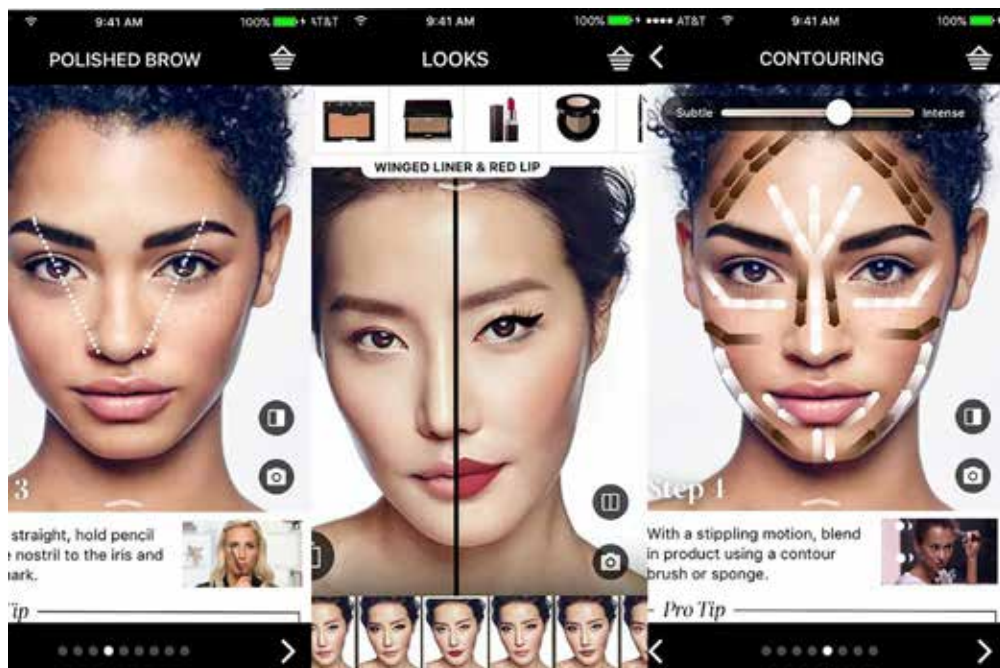 9:41 AM
100%
POLISHED BROW
3
straight, hold pencil
nostril to the iris and
AT&T
9:41 AM
100%
LOOKS
WINGED LINER & RED LIP
AT&T
9:41 AM
100%
CONTOURING
Subtle
Intense
Step 4
With a stippling motion, blend
in product using a contour
brush or sponge.
Pro Tip